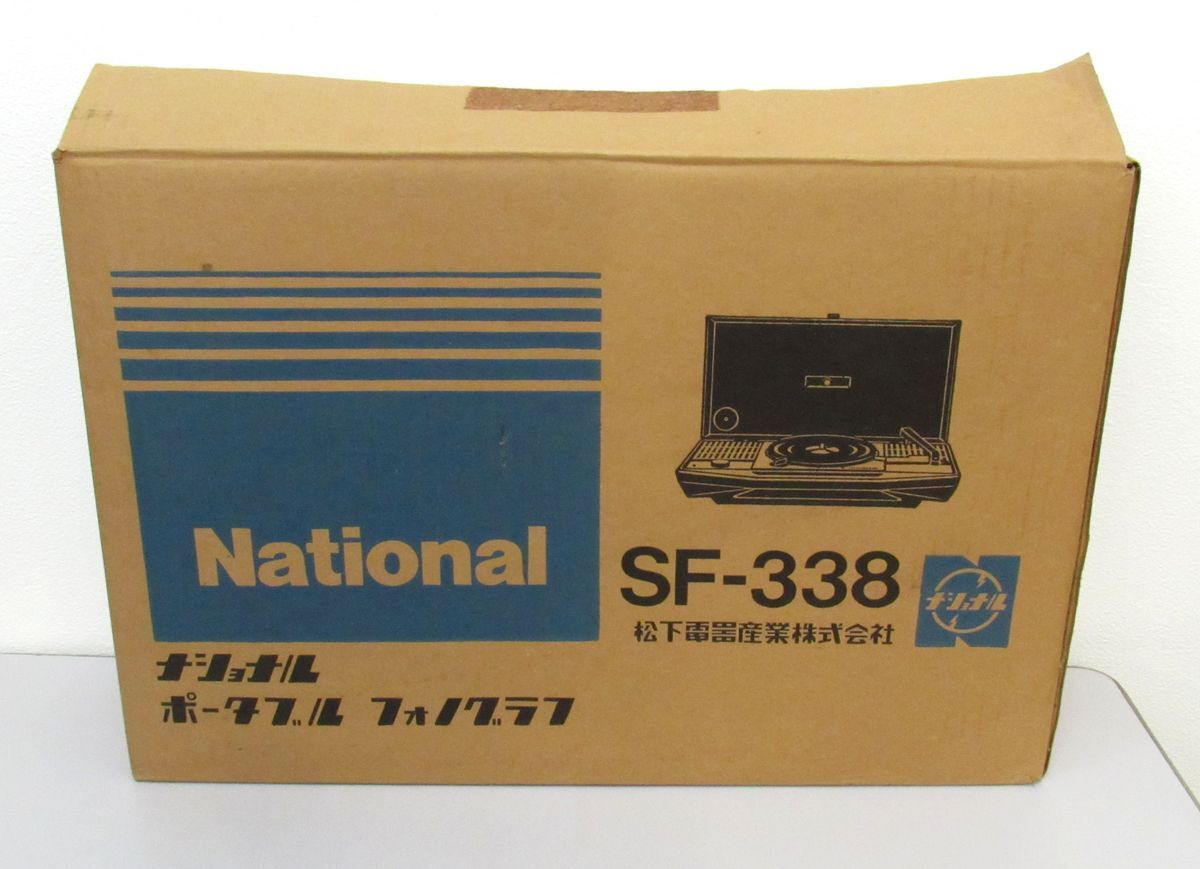 National
ナショナル
ポータブル フォノグラフ
SF-338
松下電器産業株式会社
ナショナル